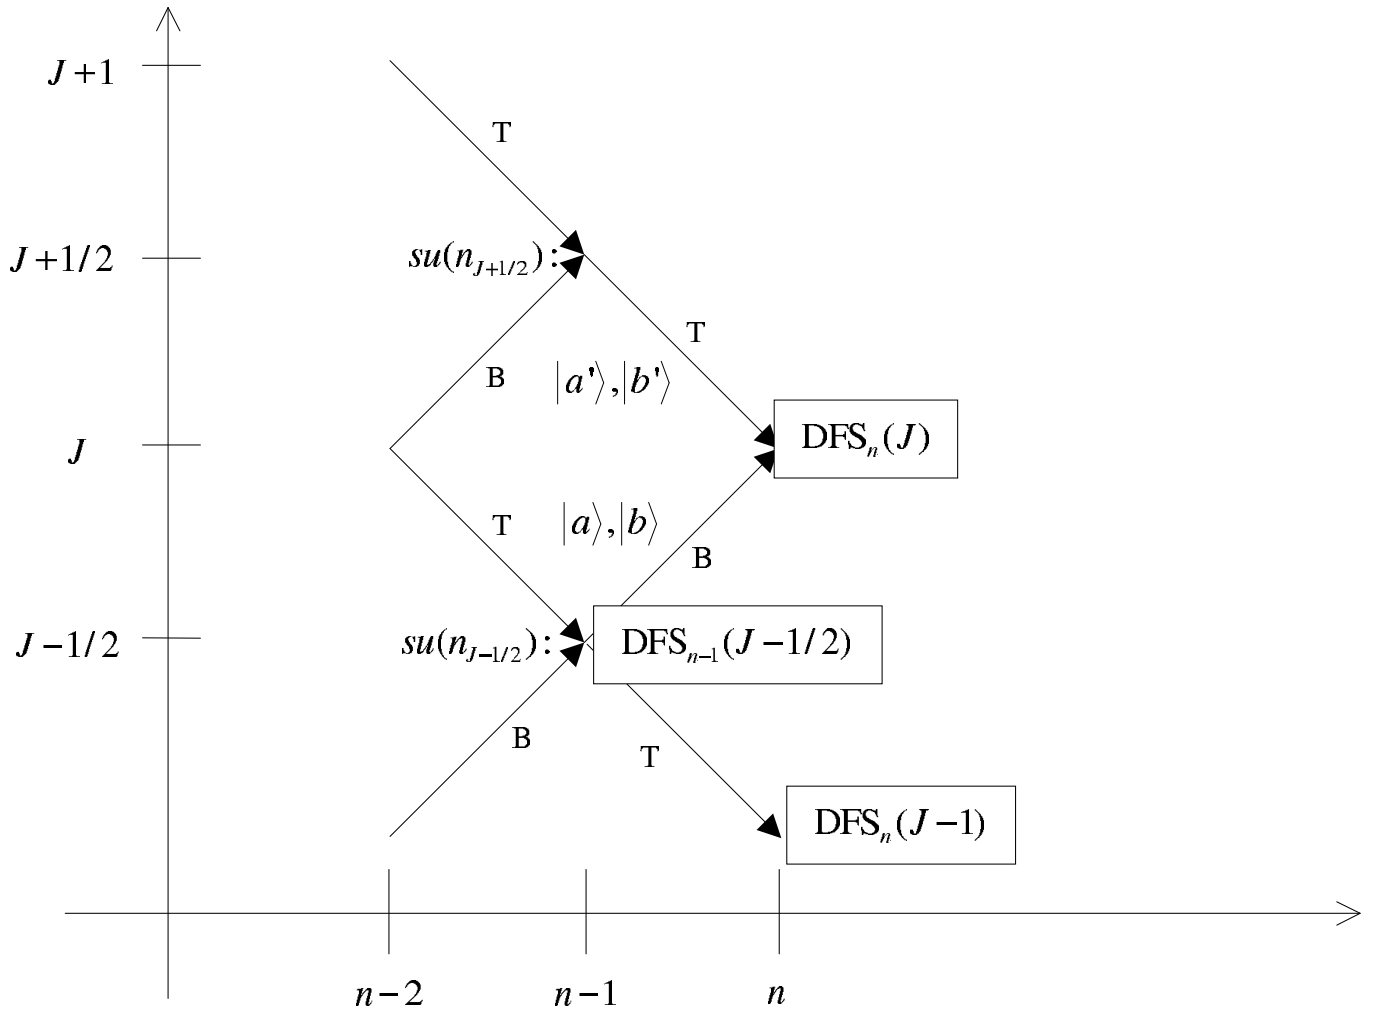 J+1
T
J+1/2
su(n_{J+1/2}):
T
B
|a'⟩,|b'⟩
J
DFS_n(J)
T
|a⟩,|b⟩
B
J−1/2
su(n_{J−1/2}):
DFS_{n−1}(J−1/2)
B
T
DFS_n(J−1)
n−2
n−1
n